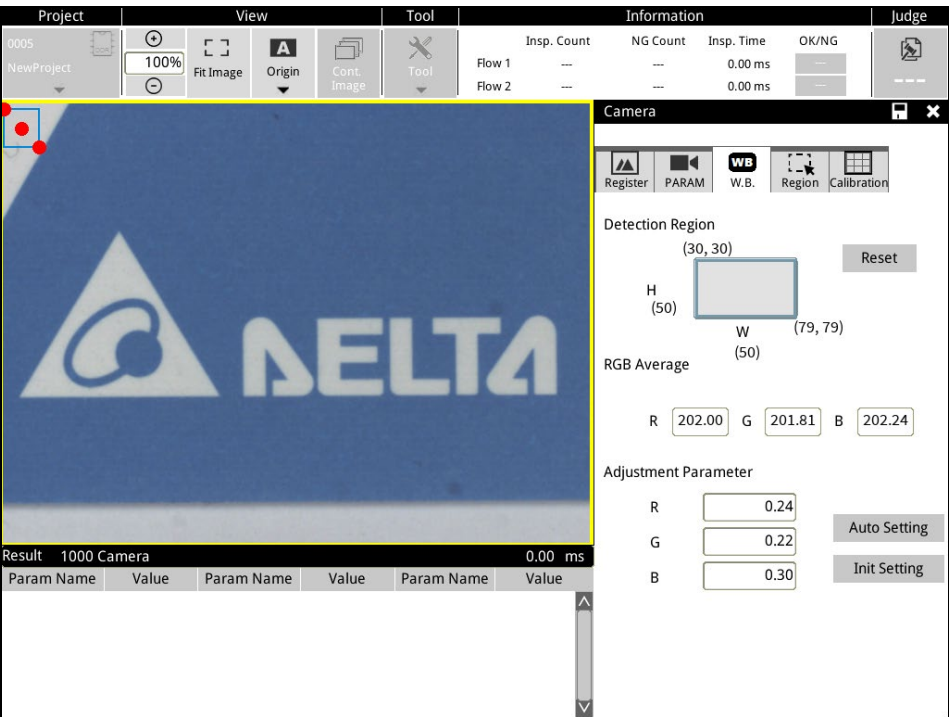 Project View Tool Information Judge
0005
NewProject
100%
Fit Image
A
Origin
Cont.
Image
Tool
Insp. Count NG Count Insp. Time OK/NG
Flow 1 --- --- 0.00 ms ---
Flow 2 --- --- 0.00 ms ---
---
DELTA
Camera
WB
Register PARAM W.B. Region Calibration
Detection Region
(30, 30)
Reset
H
(50)
W
(50)
(79, 79)
RGB Average
R 202.00 G 201.81 B 202.24
Adjustment Parameter
R 0.24
G 0.22
B 0.30
Auto Setting
Init Setting
Result 1000 Camera 0.00 ms
Param Name Value Param Name Value Param Name Value